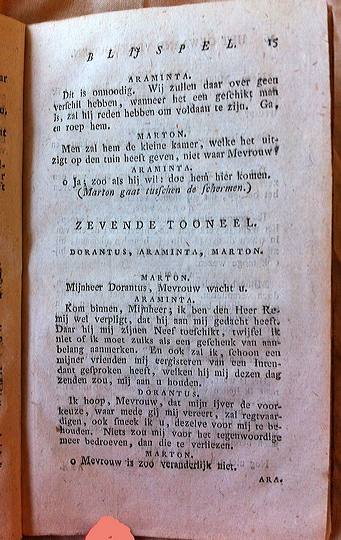 BLIJSPEL. 15
ARAMINTA.
Dit is onnoodig. Wij zullen daar over geen
verschil hebben, wanneer het een geschikt man
is, zal hij reden hebben om voldaan te zijn. Ga,
en roep hem.
MARTON.
Men zal hem de kleine kamer, welke het uit-
zigt op den tuin heeft geven, niet waar Mevrouw?
ARAMINTA.
o Ja; zoo als hij wil: doe hem hier komen.
(Marton gaat tusschen de schermen.)
ZEVENDE TOONEEL.
DORANTUS, ARAMINTA, MARTON.
MARTON.
Mijnheer Dorantus, Mevrouw wacht u.
ARAMINTA.
Kom binnen, Mijnheer; ik ben den Heer Re-
mij wel verpligt, dat hij aan mij gedacht heeft.
Daar hij mij zijnen Neef toeschikt, twijfel ik
niet of ik moet zulks als een geschenk van aan-
belang aanmerken. En ook zal ik, schoon een
mijner vrienden mij eergisteren van een Inten-
dant gesproken heeft, welken hij mij dezen dag
zenden zou, mij aan u houden.
DORANTUS.
Ik hoop, Mevrouw, dat mijn ijver de voor-
keuze, waar mede gij mij vereert, zal regtvaar-
digen, ook smeek ik u, dezelve voor mij te be-
houden. Niets zou mij voor het tegenwoordige
meer bedroeven, dan die te verliezen.
MARTON.
o Mevrouw is zoo veranderlijk niet.
ARA-